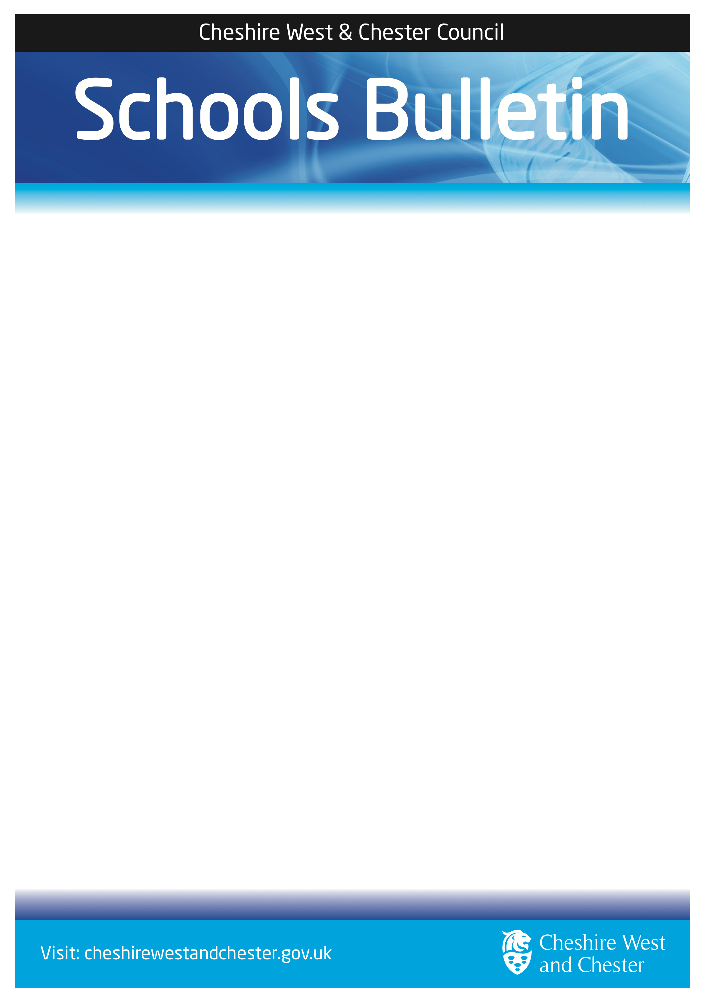 Cheshire West & Chester Council
Schools Bulletin
Visit: cheshirewestandchester.gov.uk
Cheshire West
and Chester